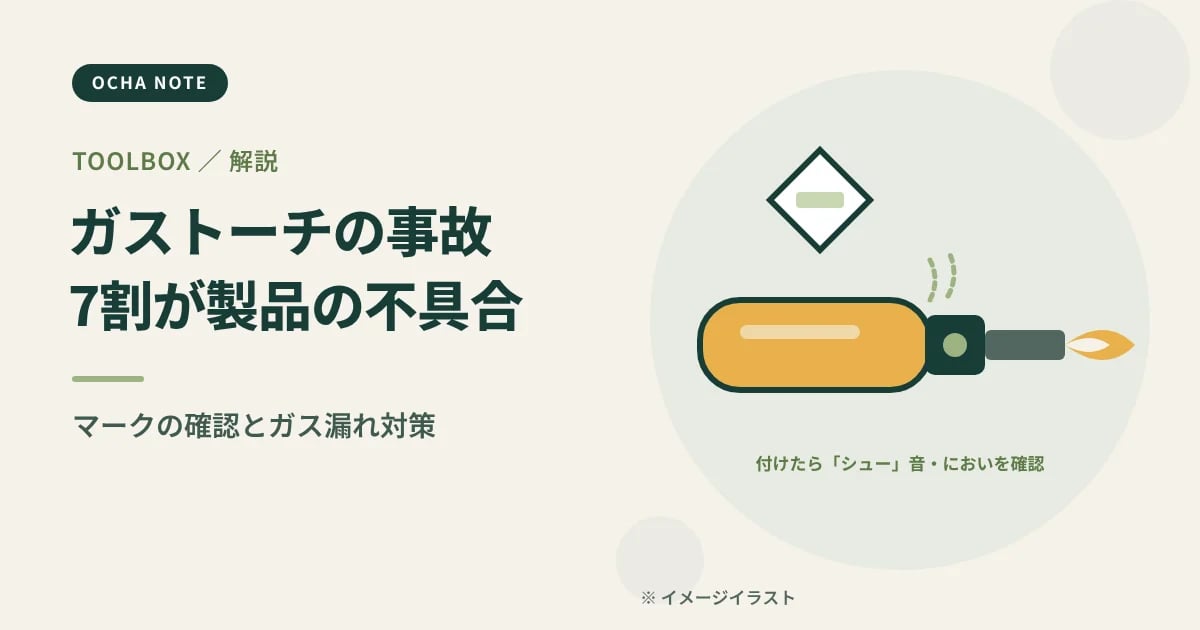 OCHA NOTE
TOOLBOX ／ 解説
ガストーチの事故
7割が製品の不具合
マークの確認とガス漏れ対策
付けたら「シュー」音・においを確認
※ イメージイラスト